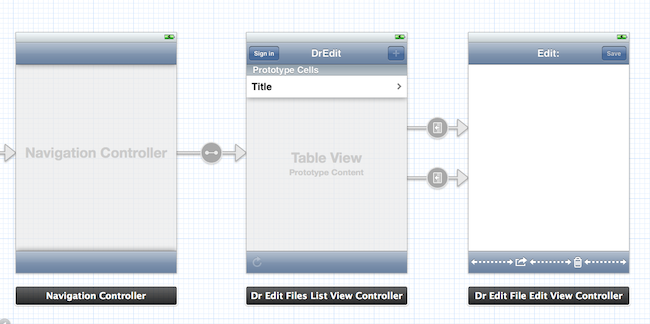 Navigation Controller
Navigation Controller
Sign in DrEdit +
Prototype Cells
Title
Table View
Prototype Content
Dr Edit Files List View Controller
Edit: Save
Dr Edit File Edit View Controller